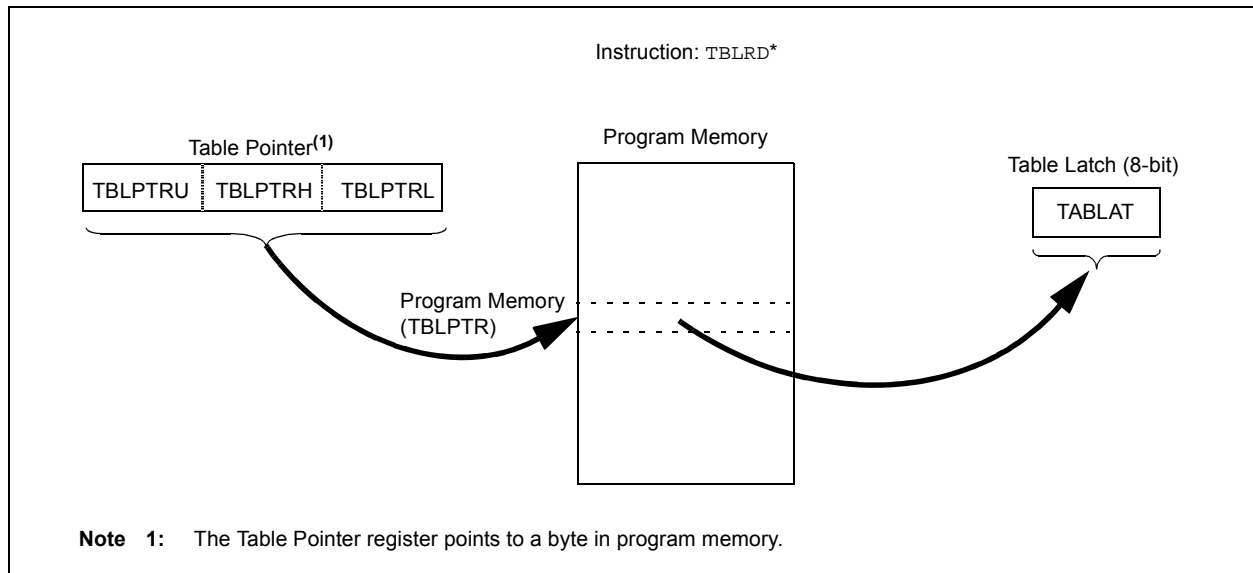 Instruction: TBLRD*
Table Pointer(1)
TBLPTRU TBLPTRH TBLPTRL
Program Memory
Table Latch (8-bit)
TABLAT
Program Memory
(TBLPTR)
Note 1: The Table Pointer register points to a byte in program memory.